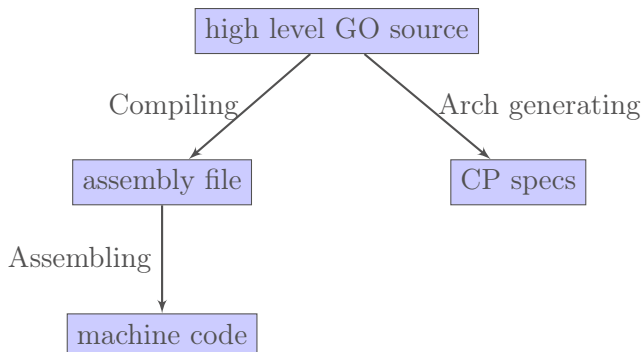 high level GO source
Compiling
Arch generating
assembly file
CP specs
Assembling
machine code